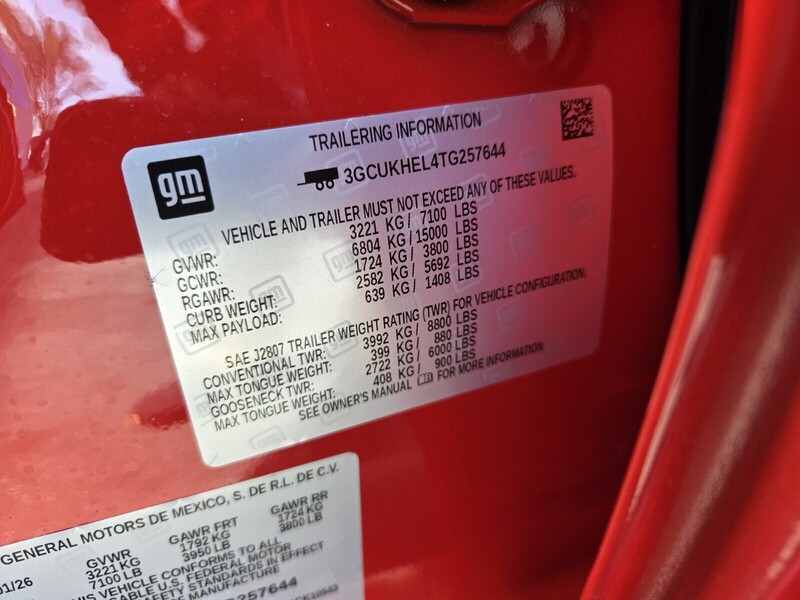 TRAILERING INFORMATION
gm
3GCUKHEL4TG257644
VEHICLE AND TRAILER MUST NOT EXCEED ANY OF THESE VALUES.
GVWR: 3221 KG / 7100 LBS
GCWR: 6804 KG / 15000 LBS
RGAWR: 1724 KG / 3800 LBS
CURB WEIGHT: 2582 KG / 5692 LBS
MAX PAYLOAD: 639 KG / 1408 LBS
SAE J2807 TRAILER WEIGHT RATING (TWR) FOR VEHICLE CONFIGURATION.
CONVENTIONAL TWR: 3992 KG / 8800 LBS
MAX TONGUE WEIGHT: 399 KG / 880 LBS
GOOSENECK TWR: 2722 KG / 6000 LBS
MAX TONGUE WEIGHT: 408 KG / 900 LBS
SEE OWNER'S MANUAL FOR MORE INFORMATION
GENERAL MOTORS DE MEXICO, S. DE R.L. DE C.V.
GVWR GAWR FRT GAWR RR
1/26 3221 KG 1792 KG 1724 KG
7100 LB 3950 LB 3800 LB
VEHICLE CONFORMS TO ALL
U.S. FEDERAL MOTOR
SAFETY STANDARDS IN EFFECT
257644